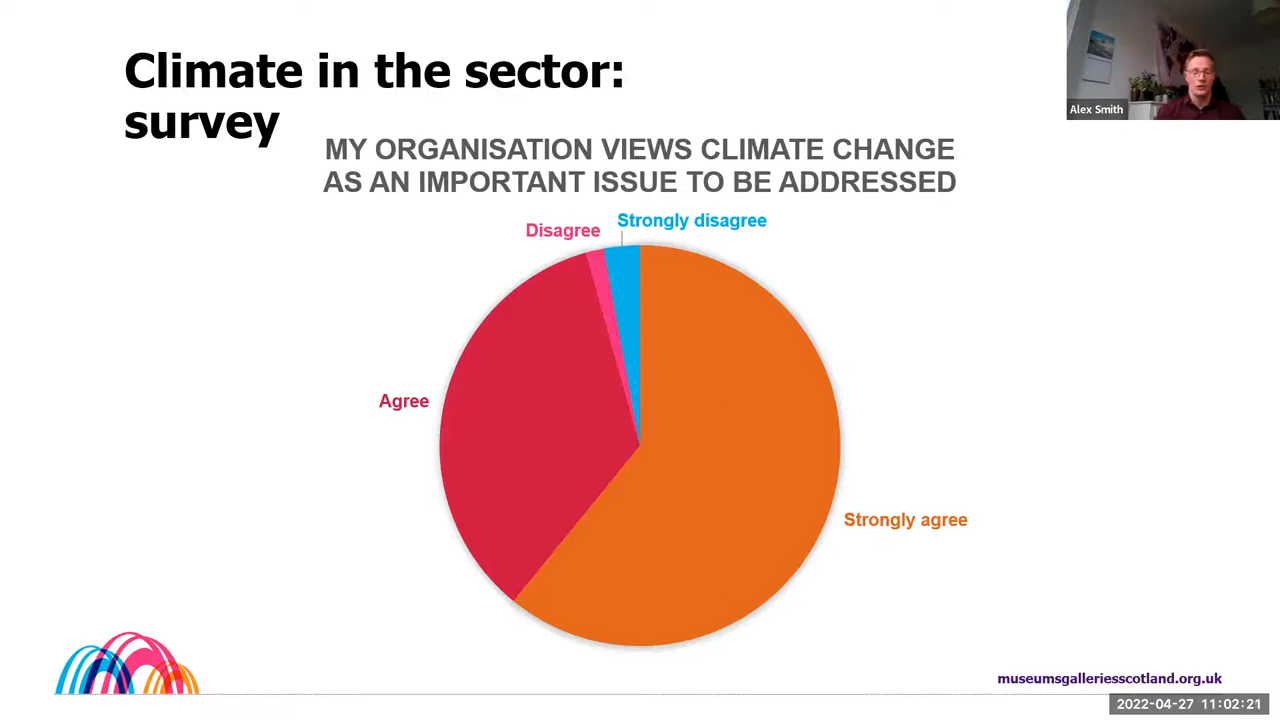 Climate in the sector:
survey
Alex Smith
MY ORGANISATION VIEWS CLIMATE CHANGE
AS AN IMPORTANT ISSUE TO BE ADDRESSED
Strongly disagree
Disagree
Agree
Strongly agree
museumsgalleriesscotland.org.uk
2022-04-27 11:02:21